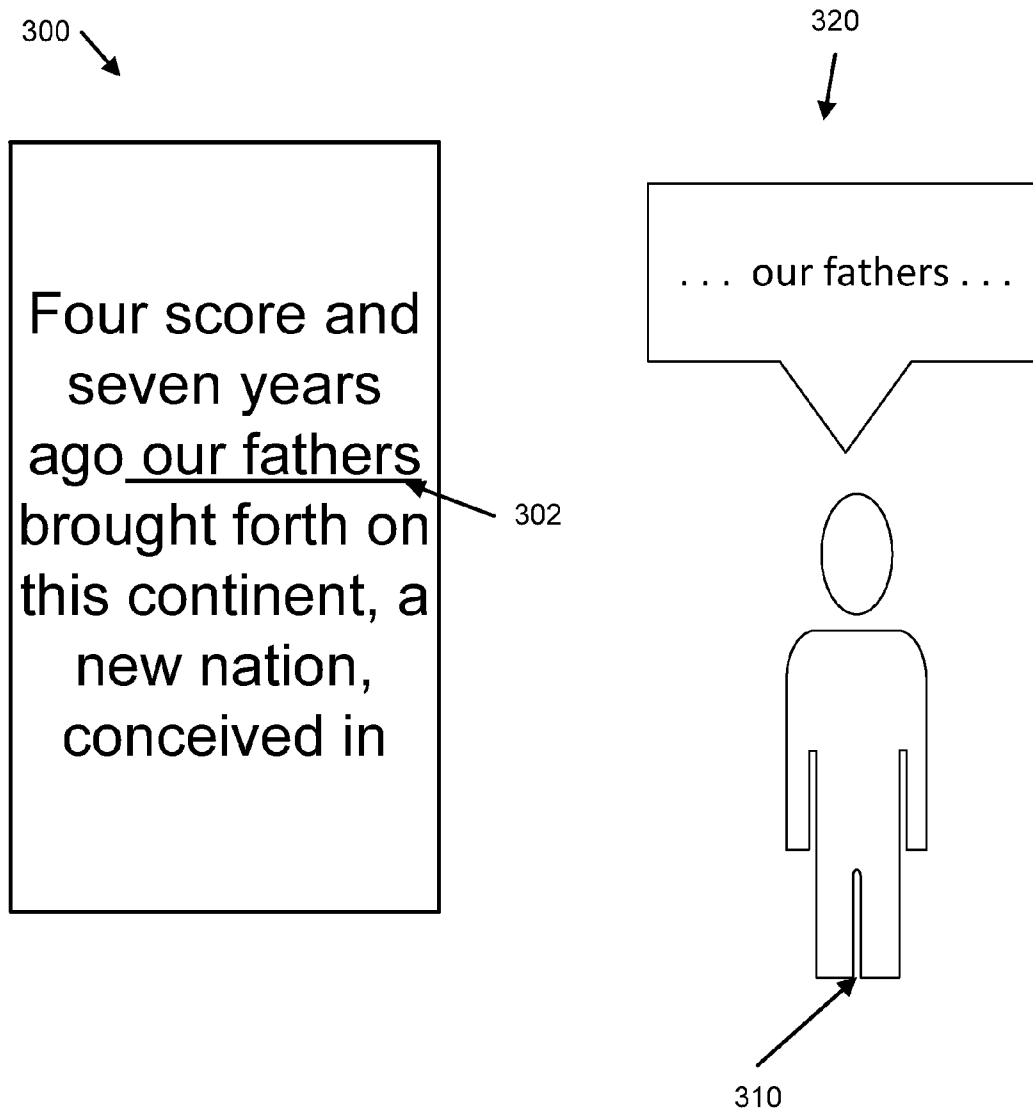 300
320
. . . our fathers . . .
Four score and
seven years
ago our fathers
brought forth on
this continent, a
new nation,
conceived in
302
310